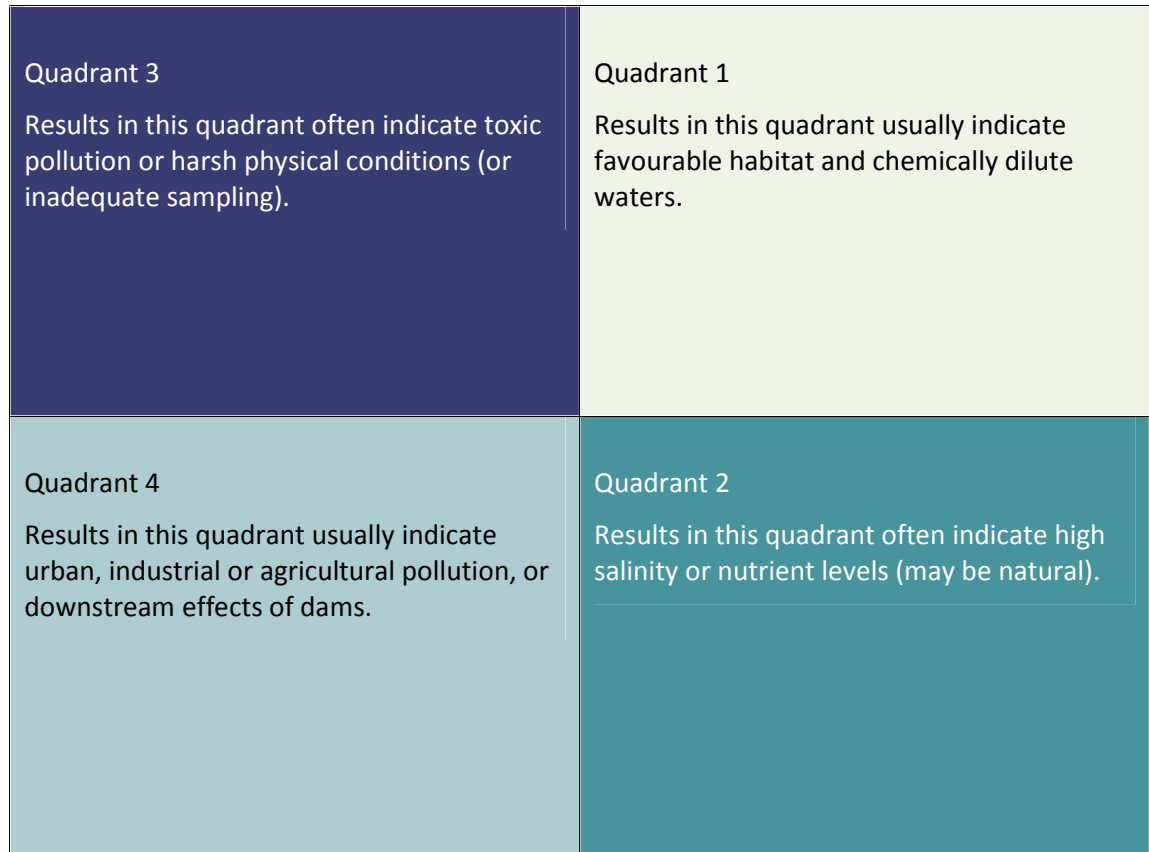 Quadrant 3
Results in this quadrant often indicate toxic
pollution or harsh physical conditions (or
inadequate sampling).
Quadrant 1
Results in this quadrant usually indicate
favourable habitat and chemically dilute
waters.
Quadrant 4
Results in this quadrant usually indicate
urban, industrial or agricultural pollution, or
downstream effects of dams.
Quadrant 2
Results in this quadrant often indicate high
salinity or nutrient levels (may be natural).